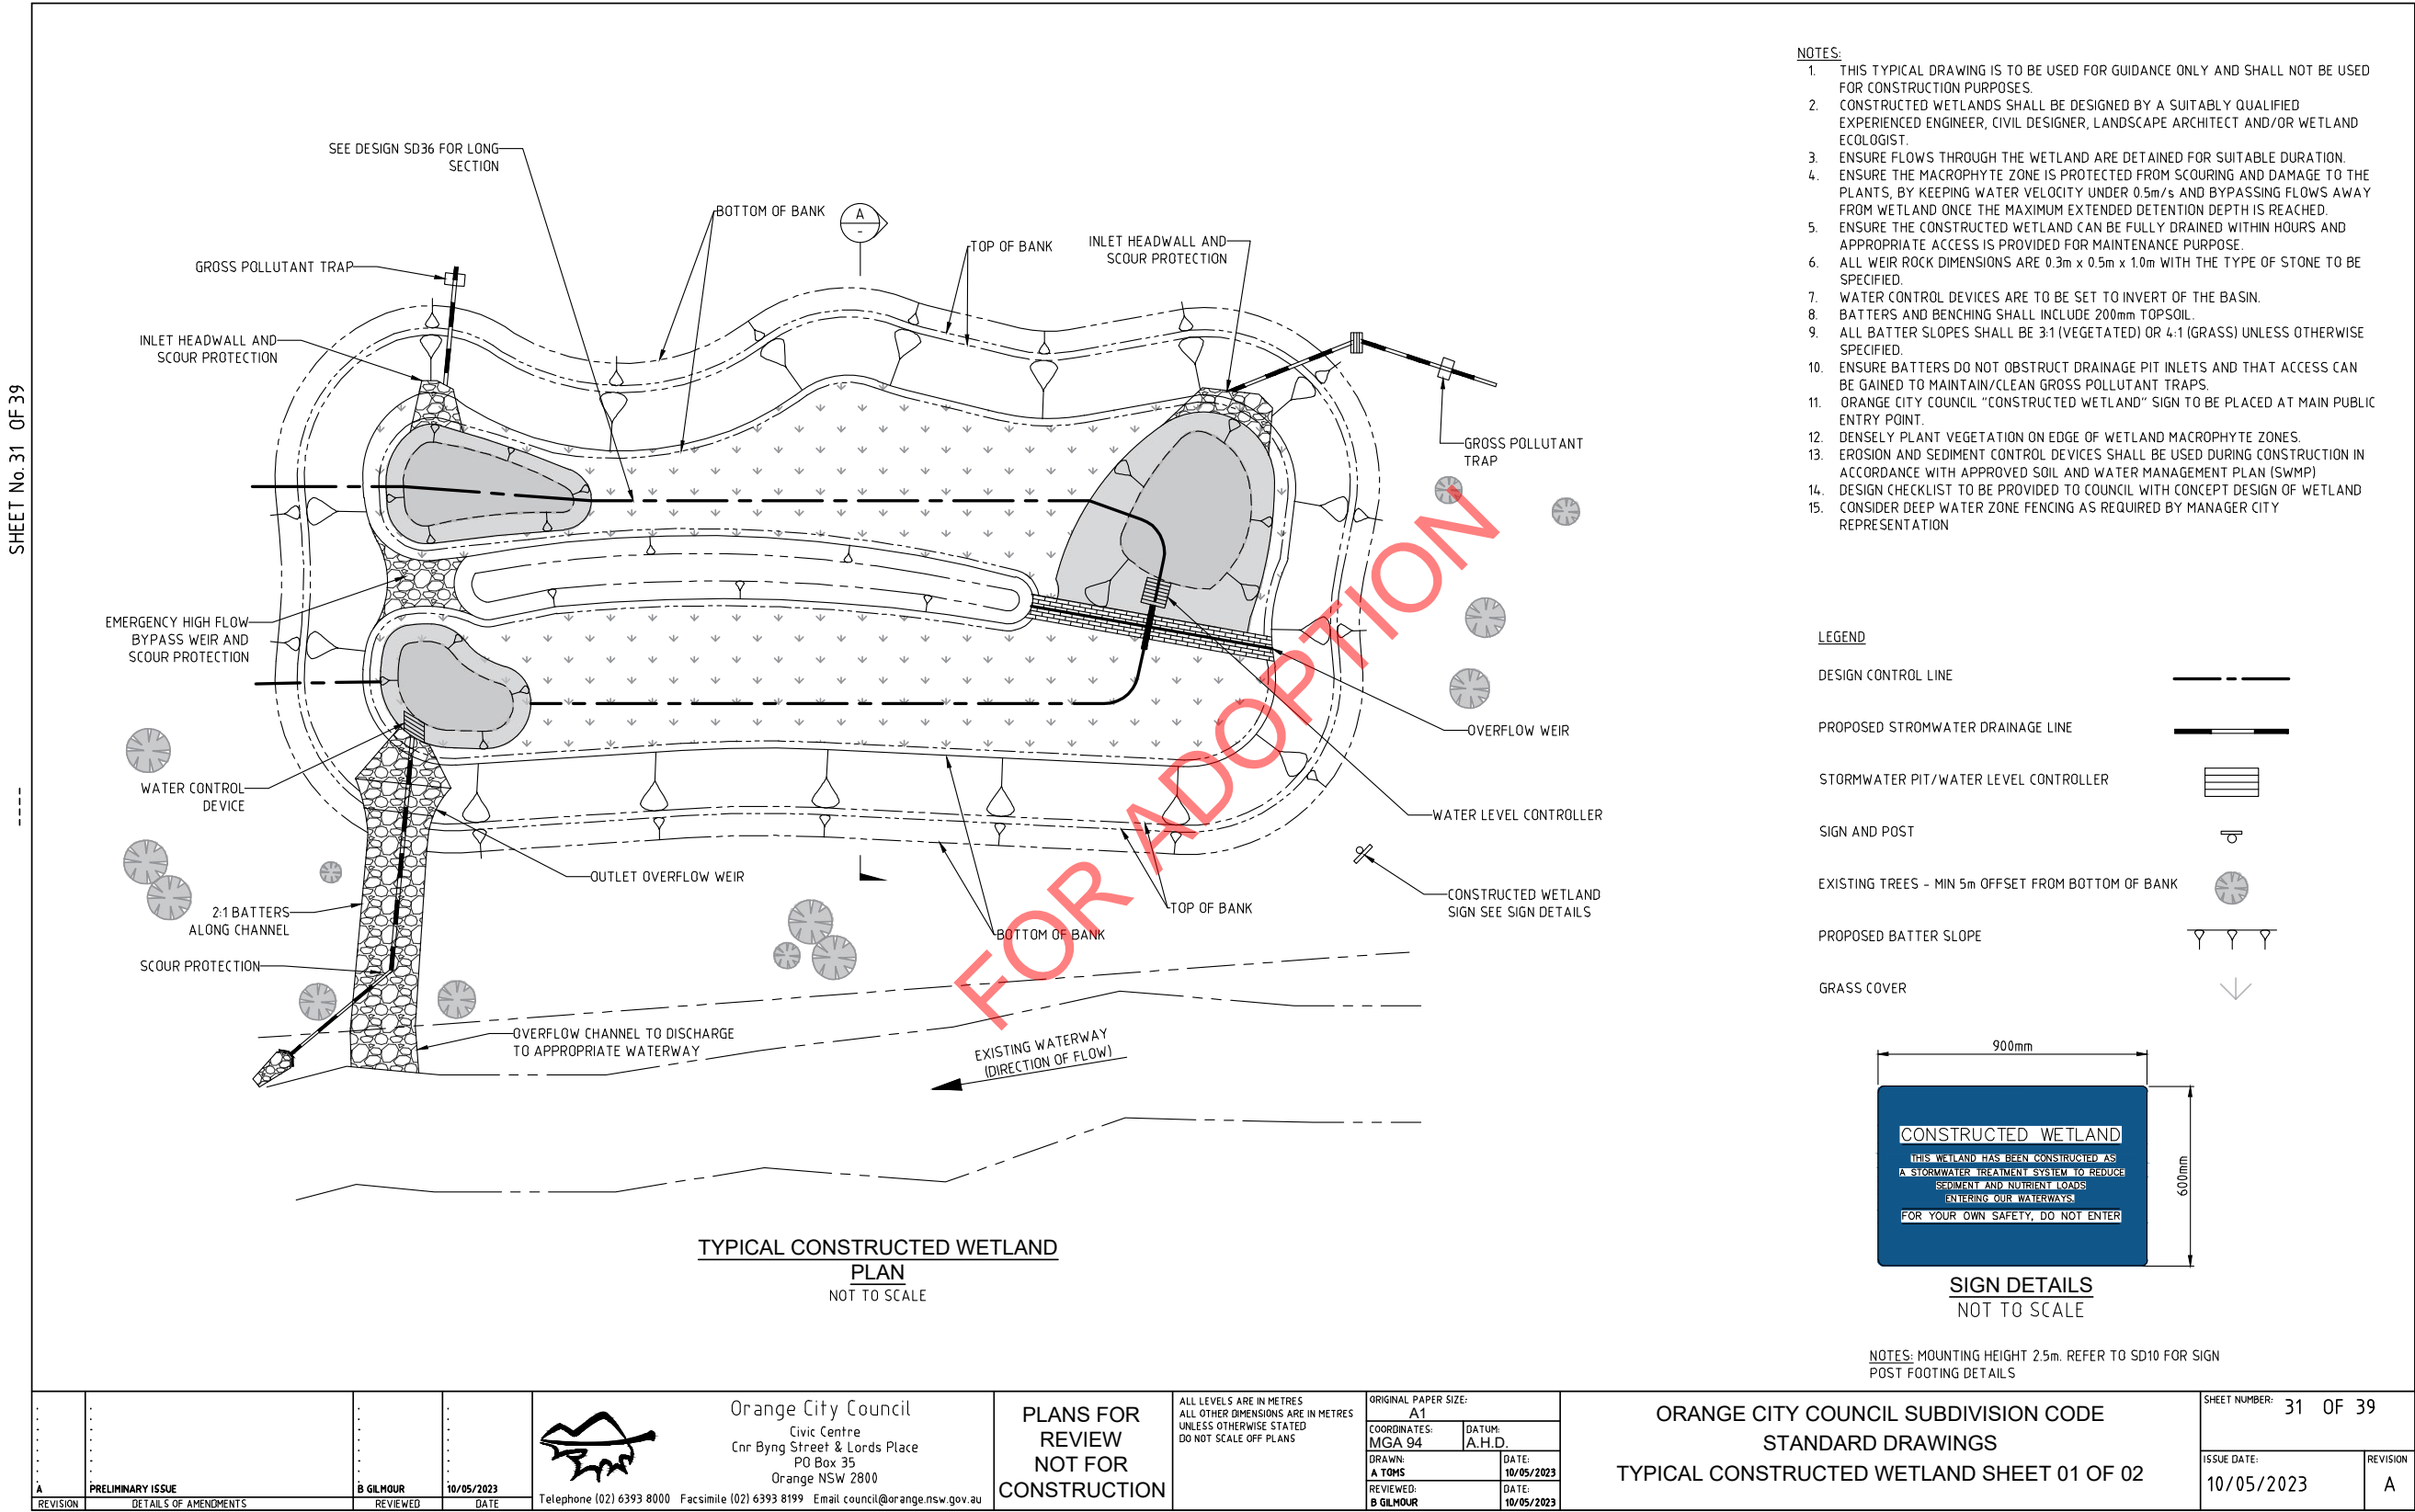 SHEET No. 31 OF 39
----
NOTES:
1. THIS TYPICAL DRAWING IS TO BE USED FOR GUIDANCE ONLY AND SHALL NOT BE USED
FOR CONSTRUCTION PURPOSES.
2. CONSTRUCTED WETLANDS SHALL BE DESIGNED BY A SUITABLY QUALIFIED
EXPERIENCED ENGINEER, CIVIL DESIGNER, LANDSCAPE ARCHITECT AND/OR WETLAND
ECOLOGIST.
3. ENSURE FLOWS THROUGH THE WETLAND ARE DETAINED FOR SUITABLE DURATION.
4. ENSURE THE MACROPHYTE ZONE IS PROTECTED FROM SCOURING AND DAMAGE TO THE
PLANTS, BY KEEPING WATER VELOCITY UNDER 0.5m/s AND BYPASSING FLOWS AWAY
FROM WETLAND ONCE THE MAXIMUM EXTENDED DETENTION DEPTH IS REACHED.
5. ENSURE THE CONSTRUCTED WETLAND CAN BE FULLY DRAINED WITHIN HOURS AND
APPROPRIATE ACCESS IS PROVIDED FOR MAINTENANCE PURPOSE.
6. ALL WEIR ROCK DIMENSIONS ARE 0.3m x 0.5m x 1.0m WITH THE TYPE OF STONE TO BE
SPECIFIED.
7. WATER CONTROL DEVICES ARE TO BE SET TO INVERT OF THE BASIN.
8. BATTERS AND BENCHING SHALL INCLUDE 200mm TOPSOIL.
9. ALL BATTER SLOPES SHALL BE 3:1 (VEGETATED) OR 4:1 (GRASS) UNLESS OTHERWISE
SPECIFIED.
10. ENSURE BATTERS DO NOT OBSTRUCT DRAINAGE PIT INLETS AND THAT ACCESS CAN
BE GAINED TO MAINTAIN/CLEAN GROSS POLLUTANT TRAPS.
11. ORANGE CITY COUNCIL "CONSTRUCTED WETLAND" SIGN TO BE PLACED AT MAIN PUBLIC
ENTRY POINT.
12. DENSELY PLANT VEGETATION ON EDGE OF WETLAND MACROPHYTE ZONES.
13. EROSION AND SEDIMENT CONTROL DEVICES SHALL BE USED DURING CONSTRUCTION IN
ACCORDANCE WITH APPROVED SOIL AND WATER MANAGEMENT PLAN (SWMP)
14. DESIGN CHECKLIST TO BE PROVIDED TO COUNCIL WITH CONCEPT DESIGN OF WETLAND
15. CONSIDER DEEP WATER ZONE FENCING AS REQUIRED BY MANAGER CITY
REPRESENTATION
SEE DESIGN SD36 FOR LONG
SECTION
BOTTOM OF BANK
A
-
TOP OF BANK
INLET HEADWALL AND
SCOUR PROTECTION
GROSS POLLUTANT TRAP
INLET HEADWALL AND
SCOUR PROTECTION
GROSS POLLUTANT
TRAP
EMERGENCY HIGH FLOW
BYPASS WEIR AND
SCOUR PROTECTION
OVERFLOW WEIR
WATER CONTROL
DEVICE
WATER LEVEL CONTROLLER
OUTLET OVERFLOW WEIR
CONSTRUCTED WETLAND
SIGN SEE SIGN DETAILS
2:1 BATTERS
ALONG CHANNEL
TOP OF BANK
BOTTOM OF BANK
SCOUR PROTECTION
OVERFLOW CHANNEL TO DISCHARGE
TO APPROPRIATE WATERWAY
EXISTING WATERWAY
(DIRECTION OF FLOW)
FOR ADOPTION
TYPICAL CONSTRUCTED WETLAND
PLAN
NOT TO SCALE
LEGEND
DESIGN CONTROL LINE
PROPOSED STROMWATER DRAINAGE LINE
STORMWATER PIT/WATER LEVEL CONTROLLER
SIGN AND POST
EXISTING TREES - MIN 5m OFFSET FROM BOTTOM OF BANK
PROPOSED BATTER SLOPE
GRASS COVER
900mm
600mm
CONSTRUCTED WETLAND
THIS WETLAND HAS BEEN CONSTRUCTED AS
A STORMWATER TREATMENT SYSTEM TO REDUCE
SEDIMENT AND NUTRIENT LOADS
ENTERING OUR WATERWAYS.
FOR YOUR OWN SAFETY, DO NOT ENTER
SIGN DETAILS
NOT TO SCALE
NOTES: MOUNTING HEIGHT 2.5m. REFER TO SD10 FOR SIGN
POST FOOTING DETAILS
A PRELIMINARY ISSUE B GILMOUR 10/05/2023
REVISION DETAILS OF AMENDMENTS REVIEWED DATE
Orange City Council
Civic Centre
Cnr Byng Street & Lords Place
PO Box 35
Orange NSW 2800
Telephone (02) 6393 8000 Facsimile (02) 6393 8199 Email council@orange.nsw.gov.au
PLANS FOR
REVIEW
NOT FOR
CONSTRUCTION
ALL LEVELS ARE IN METRES
ALL OTHER DIMENSIONS ARE IN METRES
UNLESS OTHERWISE STATED
DO NOT SCALE OFF PLANS
ORIGINAL PAPER SIZE:
A1
COORDINATES: DATUM:
MGA 94 A.H.D.
DRAWN: DATE:
A TOMS 10/05/2023
REVIEWED: DATE:
B GILMOUR 10/05/2023
ORANGE CITY COUNCIL SUBDIVISION CODE
STANDARD DRAWINGS
TYPICAL CONSTRUCTED WETLAND SHEET 01 OF 02
SHEET NUMBER: 31 OF 39
ISSUE DATE: REVISION
10/05/2023 A